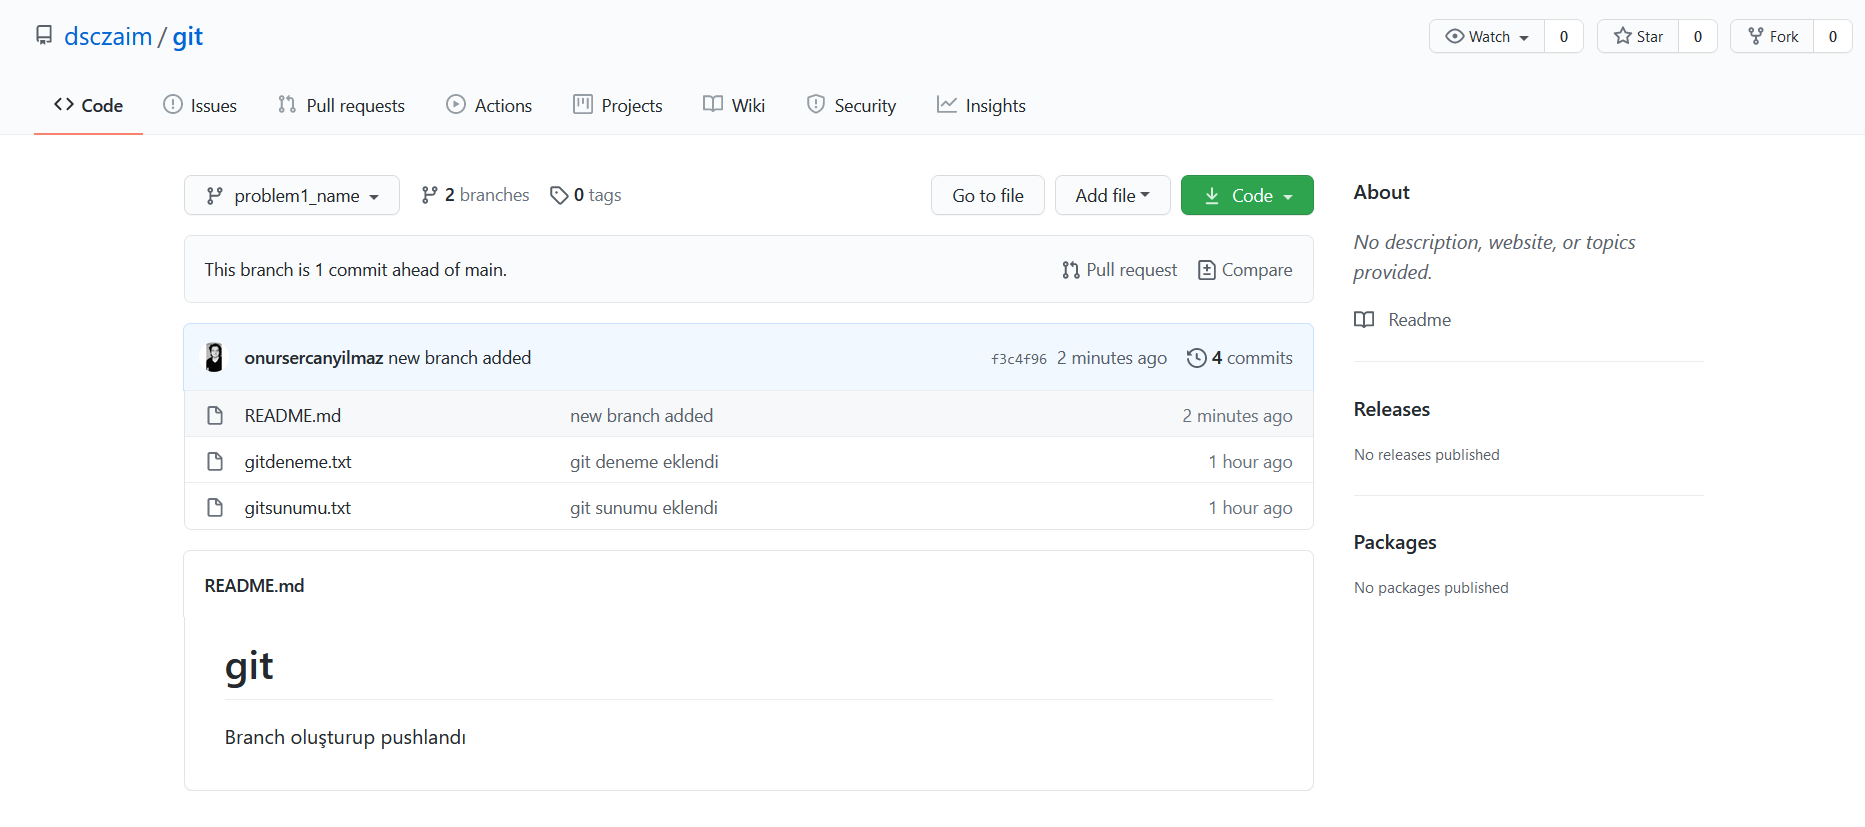 dsczaim / git
Watch 0 Star 0 Fork 0
Code Issues Pull requests Actions Projects Wiki Security Insights
problem1_name 2 branches 0 tags Go to file Add file Code
This branch is 1 commit ahead of main. Pull request Compare
onursercanyilmaz new branch added f3c4f96 2 minutes ago 4 commits
README.md new branch added 2 minutes ago
gitdeneme.txt git deneme eklendi 1 hour ago
gitsunumu.txt git sunumu eklendi 1 hour ago
README.md
git
Branch oluşturup pushlandı
About
No description, website, or topics
provided.
Readme
Releases
No releases published
Packages
No packages published